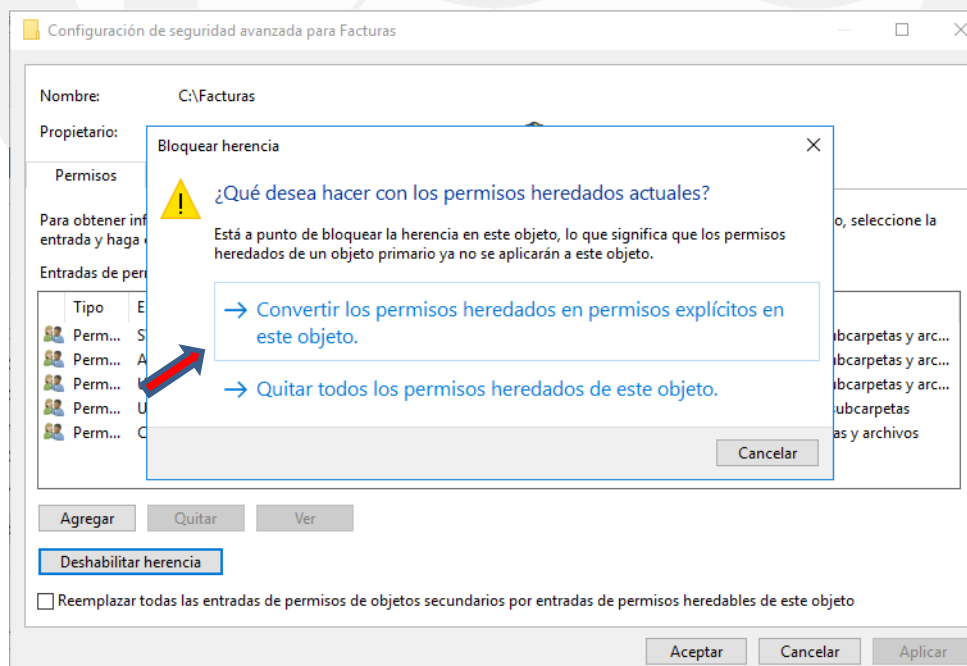 Configuración de seguridad avanzada para Facturas
Nombre: C:\Facturas
Propietario:
Bloquear herencia
Permisos
¿Qué desea hacer con los permisos heredados actuales?
Para obtener inf
o, seleccione la
entrada y haga
Está a punto de bloquear la herencia en este objeto, lo que significa que los permisos
heredados de un objeto primario ya no se aplicarán a este objeto.
Entradas de per
Tipo E
→ Convertir los permisos heredados en permisos explícitos en
este objeto.
Perm... S
ubcarpetas y arc...
Perm... A
ubcarpetas y arc...
Perm...
ubcarpetas y arc...
→ Quitar todos los permisos heredados de este objeto.
Perm... U
subcarpetas
Perm... C
as y archivos
Cancelar
Agregar Quitar Ver
Deshabilitar herencia
Reemplazar todas las entradas de permisos de objetos secundarios por entradas de permisos heredables de este objeto
Aceptar Cancelar Aplicar